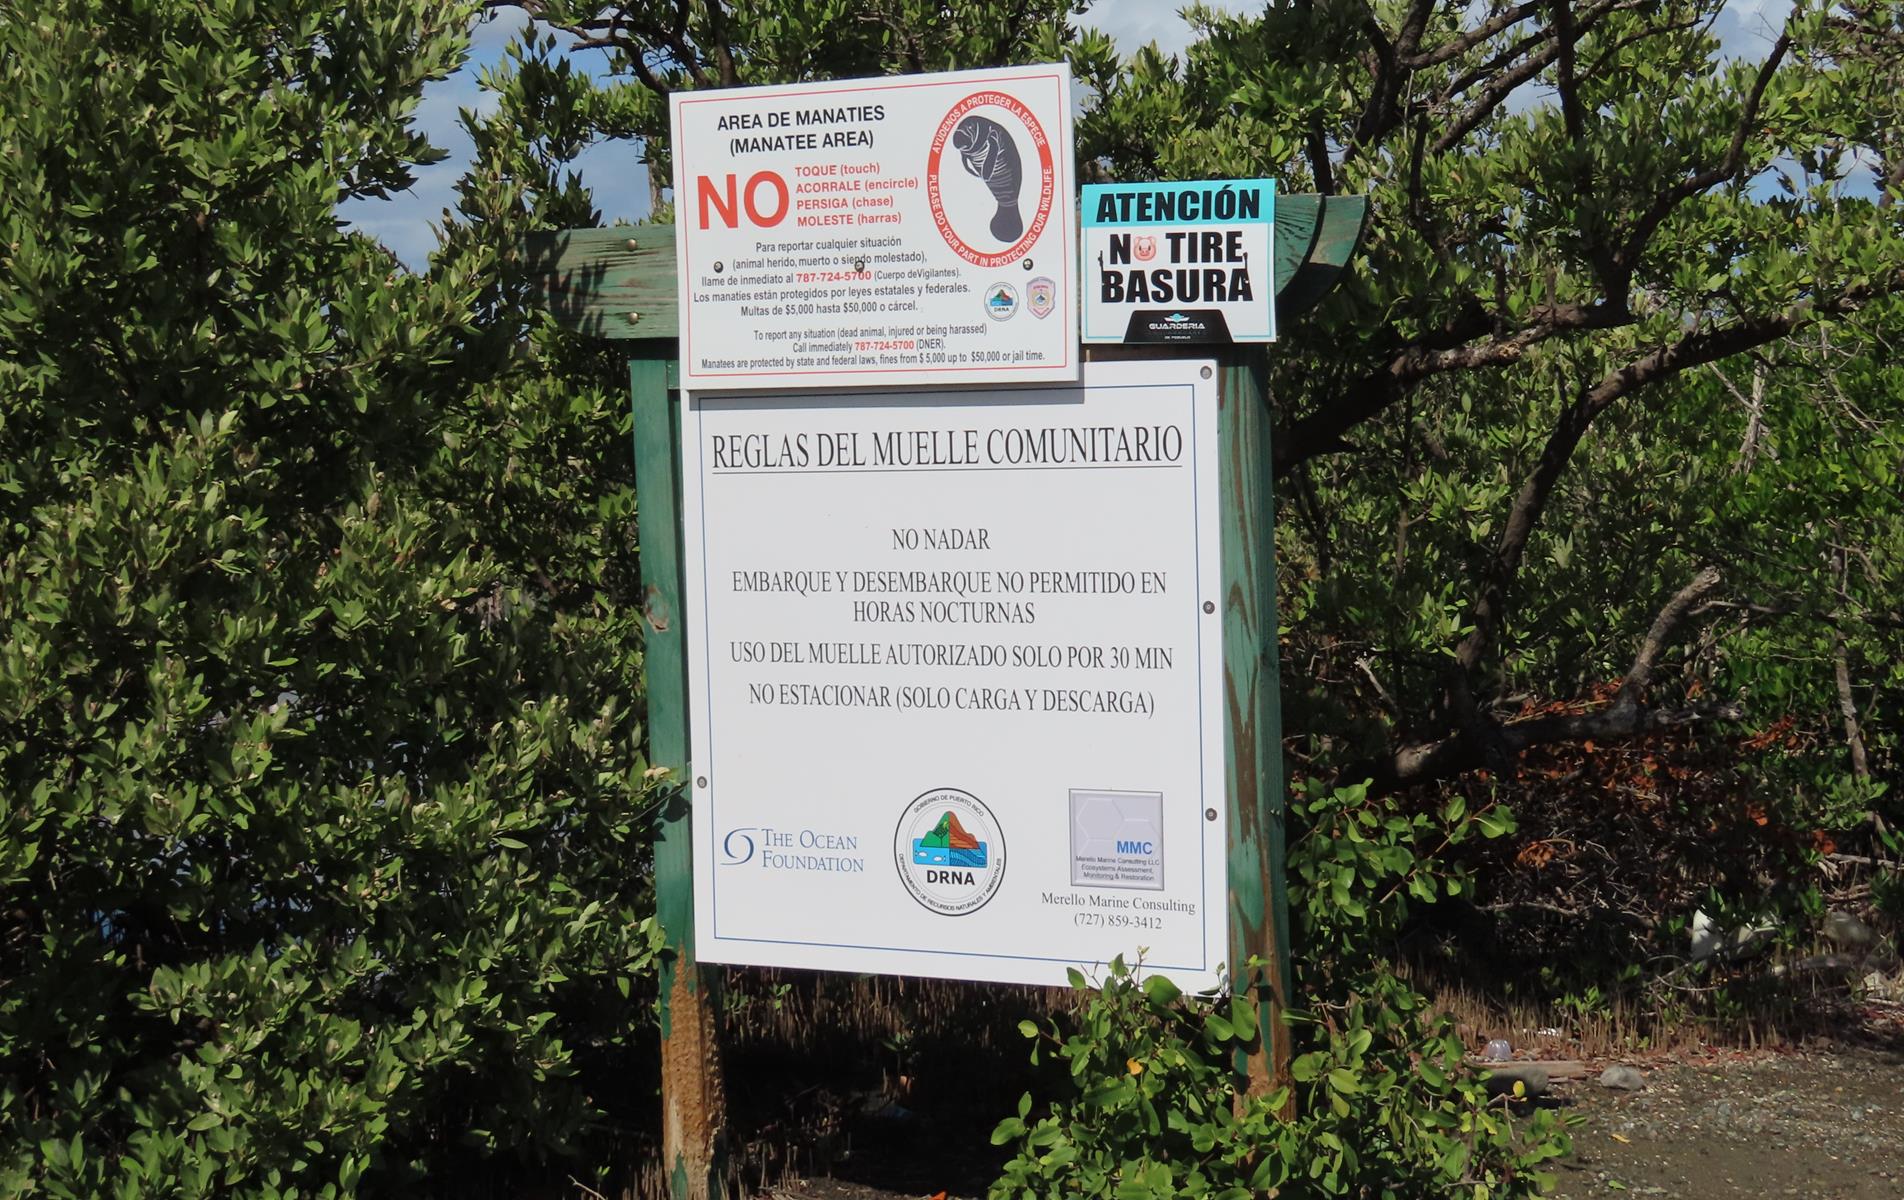 AREA DE MANATIES
(MANATEE AREA)
NO
TOQUE (touch)
ACORRALE (encircle)
PERSIGA (chase)
MOLESTE (harras)
AYUDENOS A PROTEGER LA ESPECIE
PLEASE DO YOUR PART IN PROTECTING OUR WILDLIFE.
Para reportar cualquier situación
(animal herido, muerto o siendo molestado),
llame de inmediato al 787-724-5700 (Cuerpo deVigilantes).
Los manaties están protegidos por leyes estatales y federales.
Multas de $5,000 hasta $50,000 o cárcel.
DRNA
To report any situation (dead animal, injured or being harassed)
Call immediately 787-724-5700 (DNER).
Manatees are protected by state and federal laws, fines from $ 5,000 up to $50,000 or jail time.
ATENCIÓN
NO TIRE
BASURA
GUARDERIA
DE POZUELO
REGLAS DEL MUELLE COMUNITARIO
NO NADAR
EMBARQUE Y DESEMBARQUE NO PERMITIDO EN
HORAS NOCTURNAS
USO DEL MUELLE AUTORIZADO SOLO POR 30 MIN
NO ESTACIONAR (SOLO CARGA Y DESCARGA)
THE OCEAN
FOUNDATION
GOBIERNO DE PUERTO RICO
DRNA
DEPARTAMENTO DE RECURSOS NATURALES Y AMBIENTALES
MMC
Merello Marine Consulting LLC
Ecosystems Assessment,
Monitoring & Restoration
Merello Marine Consulting
(727) 859-3412